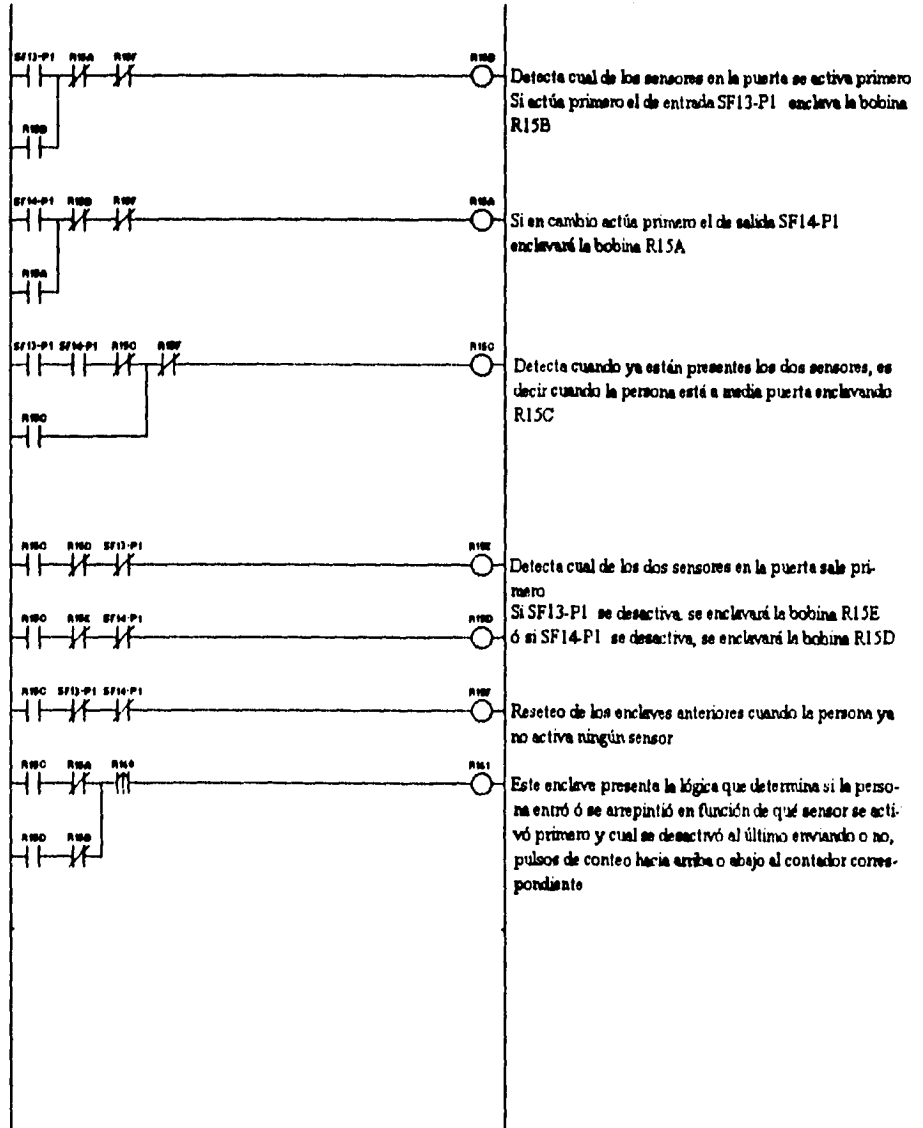 SF13-P1 R15A R15F R15B
Detecta cual de los sensores en la puerta se activa primero
Si actúa primero el de entrada SF13-P1 enclava la bobina
R15B
R15B
SF14-P1 R15B R15F R15A
Si en cambio actúa primero el de salida SF14-P1
enclavará la bobina R15A
R15A
SF13-P1 SF14-P1 R15C R15F R15C
Detecta cuando ya están presentes los dos sensores, es
decir cuando la persona está a media puerta enclavando
R15C
R15C
R15C R15D SF13-P1 R15E
Detecta cual de los dos sensores en la puerta sale pri-
mero
Si SF13-P1 se desactiva, se enclavará la bobina R15E
R15C R15E SF14-P1 R15D
ó si SF14-P1 se desactiva, se enclavará la bobina R15D
R15C SF13-P1 SF14-P1 R15F
Reseteo de los enclaves anteriores cuando la persona ya
no activa ningún sensor
R15A
Este enclave presenta la lógica que determina si la perso-
na entró ó se arrepintió en función de qué sensor se acti-
vó primero y cual se desactivó al último enviando o no,
R15D R15B
pulsos de conteo hacia arriba o abajo al contador corres-
pondiente